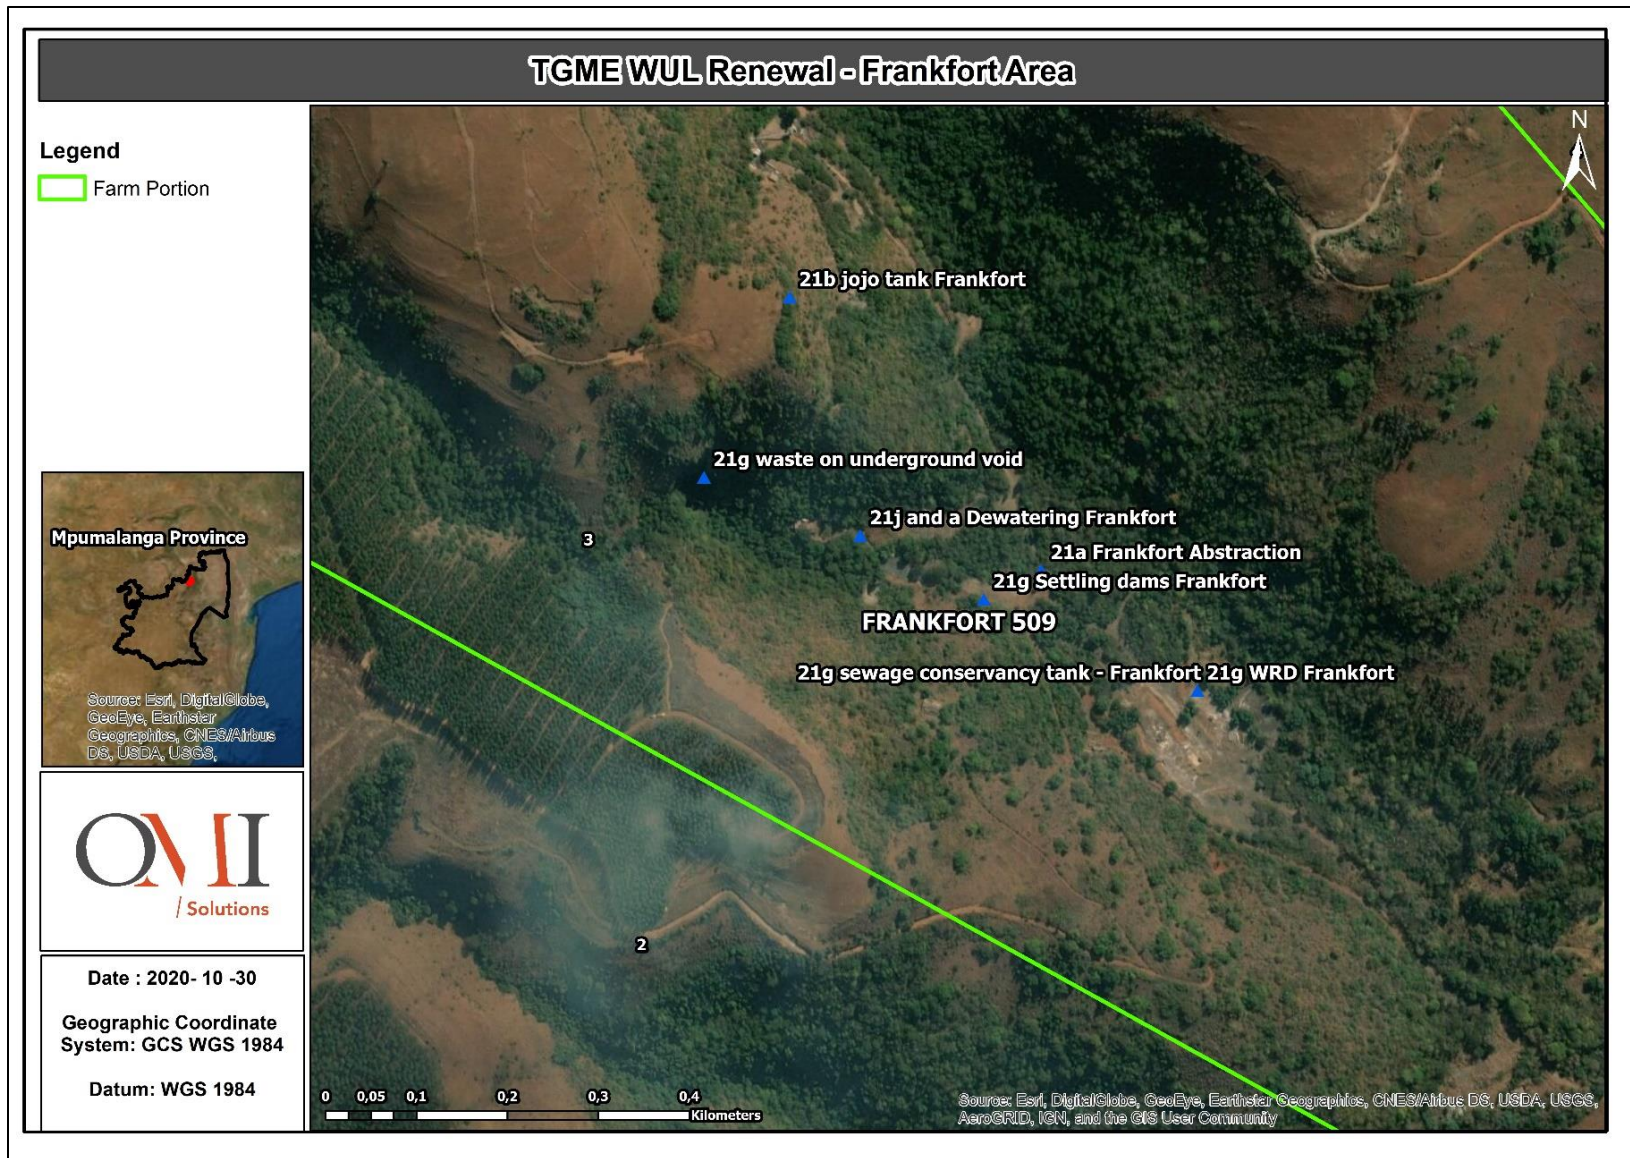 TGME WUL Renewal - Frankfort Area
Legend
Farm Portion
N
21b jojo tank Frankfort
21g waste on underground void
21j and a Dewatering Frankfort
21a Frankfort Abstraction
21g Settling dams Frankfort
FRANKFORT 509
21g sewage conservancy tank - Frankfort 21g WRD Frankfort
3
2
Mpumalanga Province
Source: Esri, DigitalGlobe,
GeoEye, Earthstar
Geographics, CNES/Airbus
DS, USDA, USGS,
OMI
/ Solutions
Date : 2020- 10 -30
Geographic Coordinate
System: GCS WGS 1984
Datum: WGS 1984
0 0,05 0,1 0,2 0,3 0,4
Kilometers
Source: Esri, DigitalGlobe, GeoEye, Earthstar Geographics, CNES/Airbus DS, USDA, USGS,
AeroGRID, IGN, and the GIS User Community